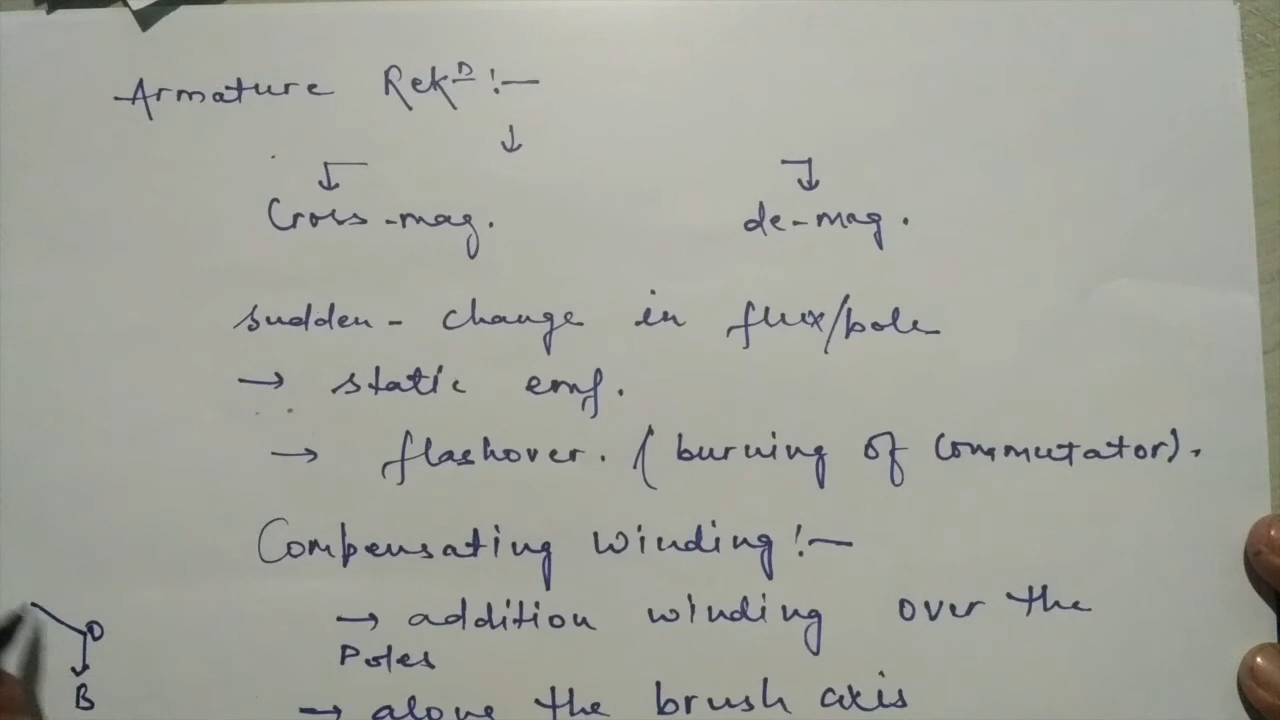 Armature Rekⁿ :-
↓
Cross-mag. de-mag.
sudden - change in flux/pole
→ static emf.
→ flashover. (burning of commutator).
Compensating winding :-
→ addition winding over the
Poles
→ along the brush axis
D
B